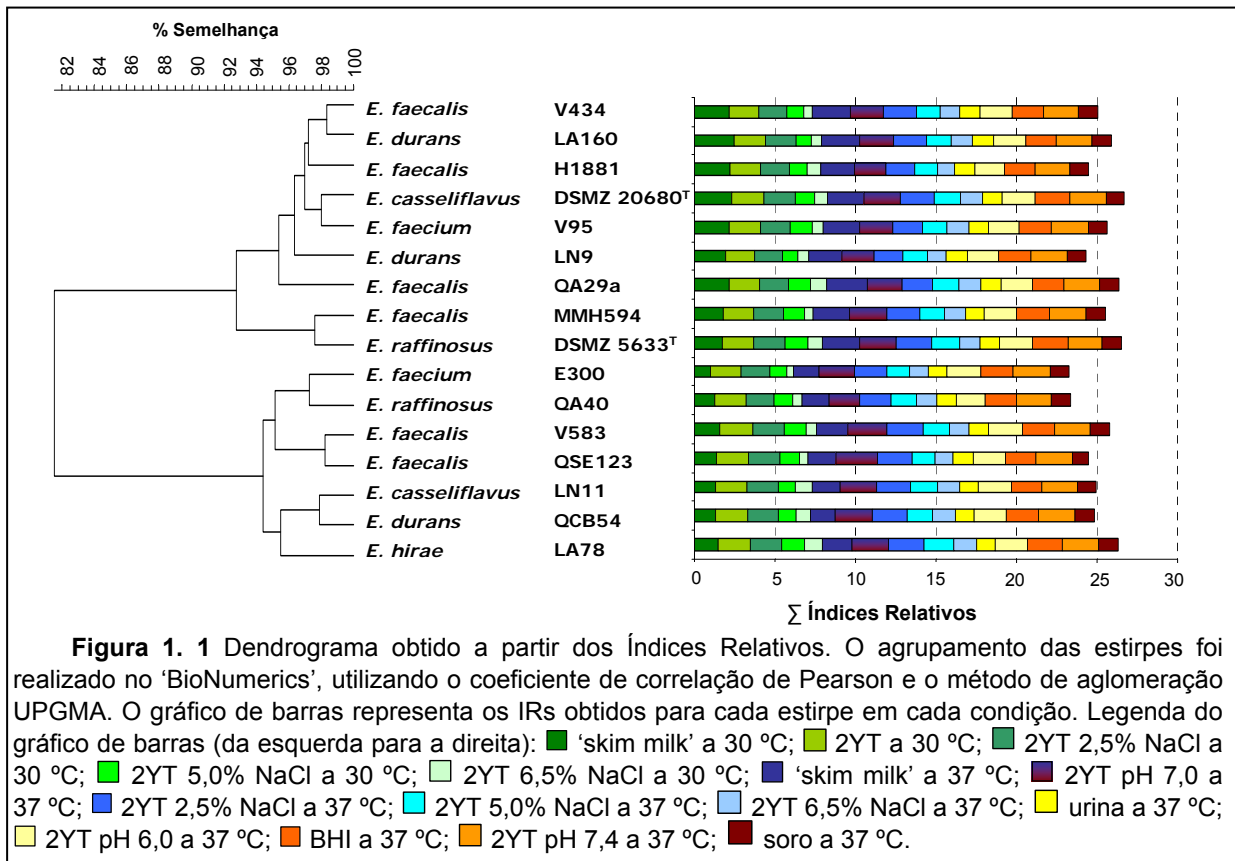 % Semelhança
82 84 86 88 90 92 94 96 98 100
E. faecalis V434
E. durans LA160
E. faecalis H1881
E. casseliflavus DSMZ 20680ᵀ
E. faecium V95
E. durans LN9
E. faecalis QA29a
E. faecalis MMH594
E. raffinosus DSMZ 5633ᵀ
E. faecium E300
E. raffinosus QA40
E. faecalis V583
E. faecalis QSE123
E. casseliflavus LN11
E. durans QCB54
E. hirae LA78
0 5 10 15 20 25 30
∑ Índices Relativos
Figura 1. 1 Dendrograma obtido a partir dos Índices Relativos. O agrupamento das estirpes foi
realizado no ‘BioNumerics’, utilizando o coeficiente de correlação de Pearson e o método de aglomeração
UPGMA. O gráfico de barras representa os IRs obtidos para cada estirpe em cada condição. Legenda do
gráfico de barras (da esquerda para a direita): ‘skim milk’ a 30 ºC; 2YT a 30 ºC; 2YT 2,5% NaCl a
30 ºC; 2YT 5,0% NaCl a 30 ºC; 2YT 6,5% NaCl a 30 ºC; ‘skim milk’ a 37 ºC; 2YT pH 7,0 a
37 ºC; 2YT 2,5% NaCl a 37 ºC; 2YT 5,0% NaCl a 37 ºC; 2YT 6,5% NaCl a 37 ºC; urina a 37 ºC;
2YT pH 6,0 a 37 ºC; BHI a 37 ºC; 2YT pH 7,4 a 37 ºC; soro a 37 ºC.